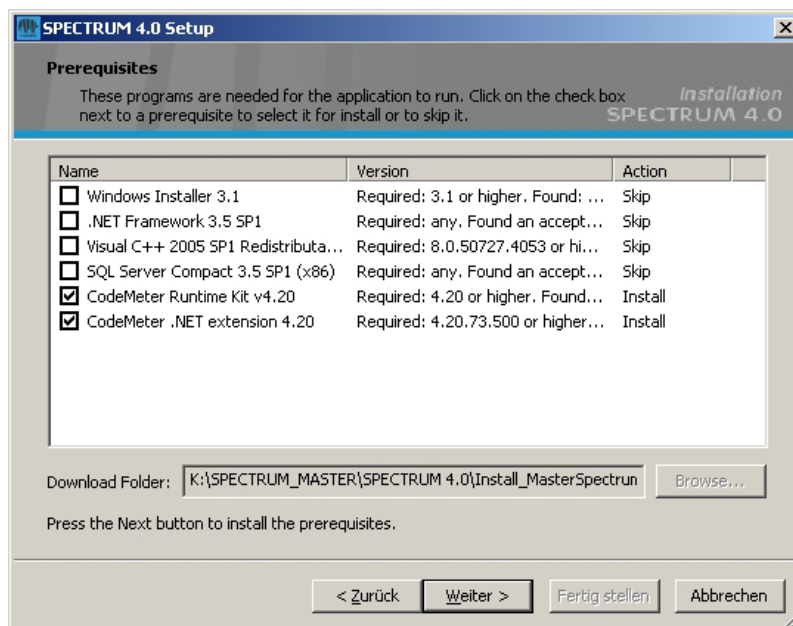 SPECTRUM 4.0 Setup
Prerequisites
These programs are needed for the application to run. Click on the check box
next to a prerequisite to select it for install or to skip it.
Installation
SPECTRUM 4.0
Name Version Action
Windows Installer 3.1 Required: 3.1 or higher. Found: ... Skip
.NET Framework 3.5 SP1 Required: any. Found an accept... Skip
Visual C++ 2005 SP1 Redistributa... Required: 8.0.50727.4053 or hi... Skip
SQL Server Compact 3.5 SP1 (x86) Required: any. Found an accept... Skip
CodeMeter Runtime Kit v4.20 Required: 4.20 or higher. Found... Install
CodeMeter .NET extension 4.20 Required: 4.20.73.500 or higher... Install
Download Folder: K:\SPECTRUM_MASTER\SPECTRUM 4.0\Install_MasterSpectrun Browse...
Press the Next button to install the prerequisites.
< Zurück Weiter > Fertig stellen Abbrechen